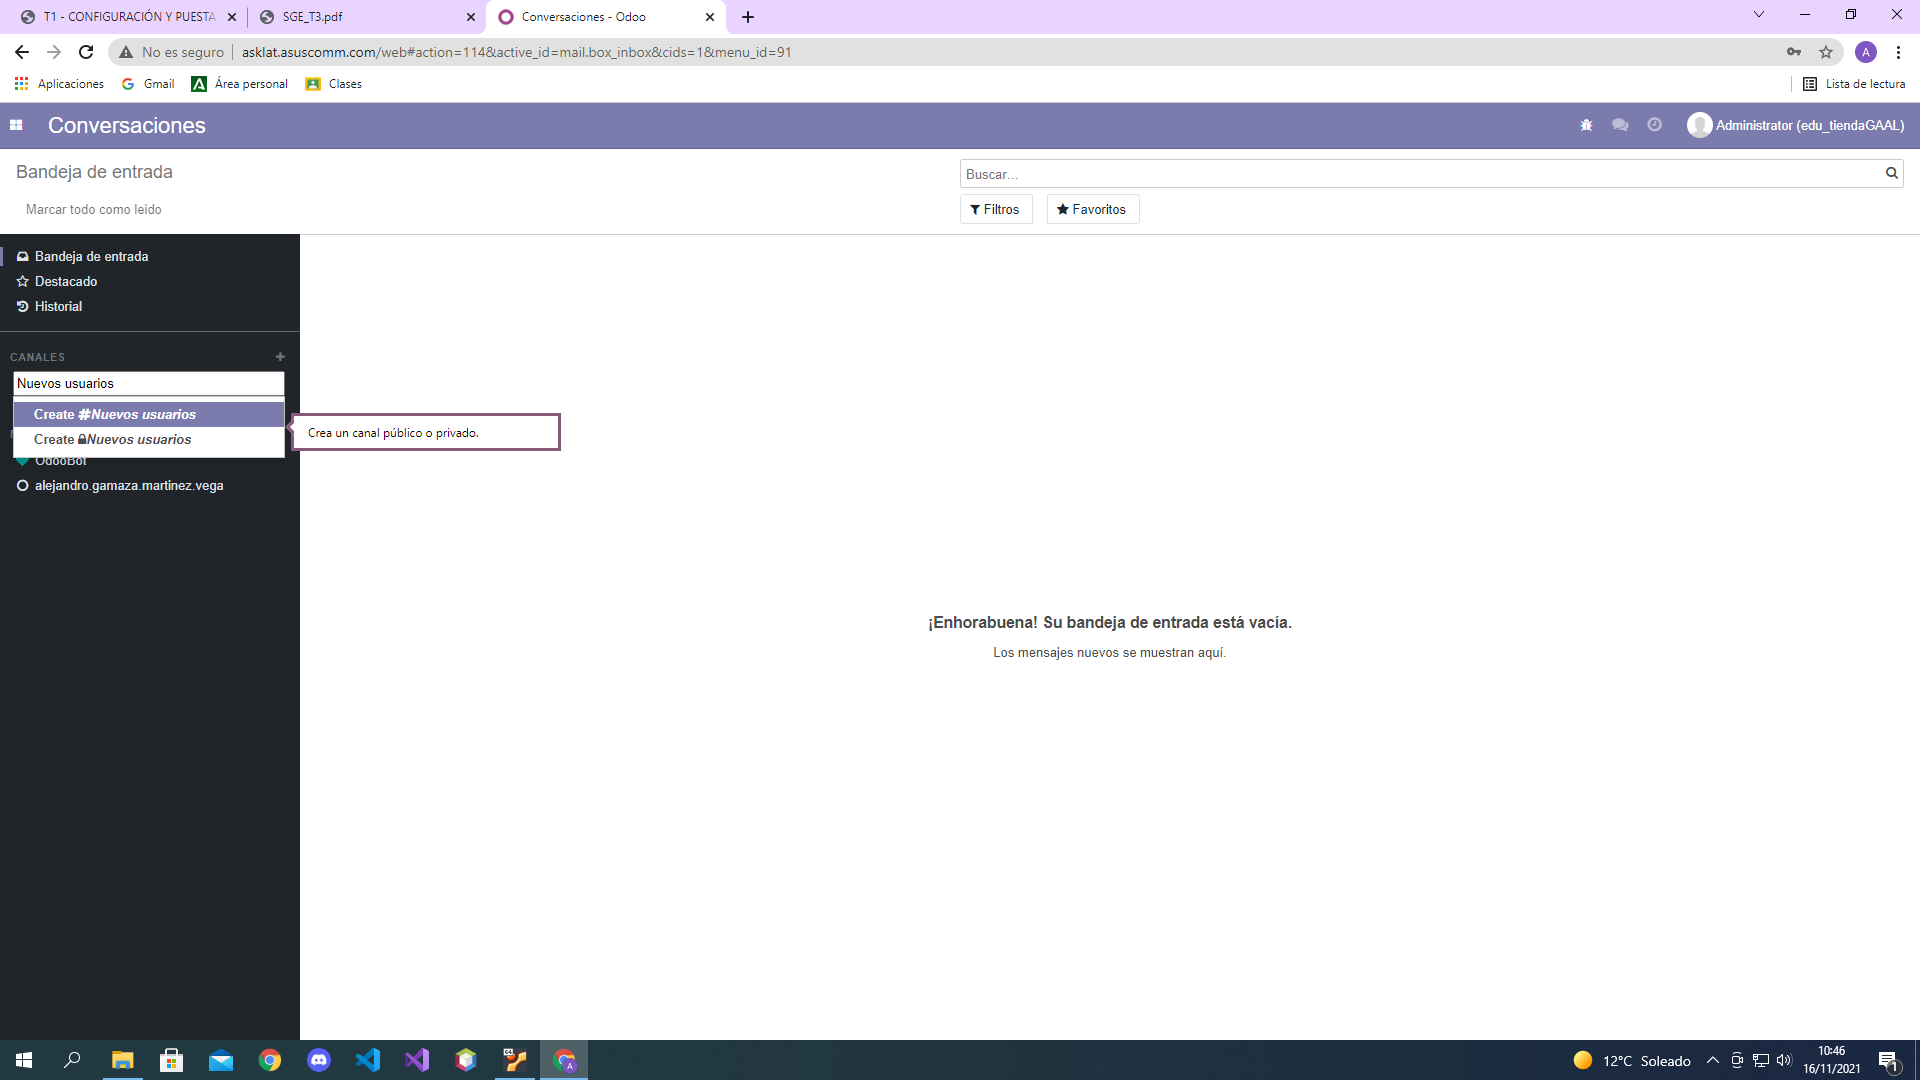 T1 - CONFIGURACIÓN Y PUESTA
SGE_T3.pdf
Conversaciones - Odoo
No es seguro
asklat.asuscomm.com/web#action=114&active_id=mail.box_inbox&cids=1&menu_id=91
A
Aplicaciones
Gmail
Área personal
Clases
Lista de lectura
Conversaciones
Administrator (edu_tiendaGAAL)
Bandeja de entrada
Buscar...
Marcar todo como leido
Filtros
Favoritos
Bandeja de entrada
Destacado
Historial
CANALES
Nuevos usuarios
Create #Nuevos usuarios
Create Nuevos usuarios
Crea un canal público o privado.
OdooBot
alejandro.gamaza.martinez.vega
¡Enhorabuena! Su bandeja de entrada está vacía.
Los mensajes nuevos se muestran aquí.
12°C Soleado
10:46
16/11/2021
1